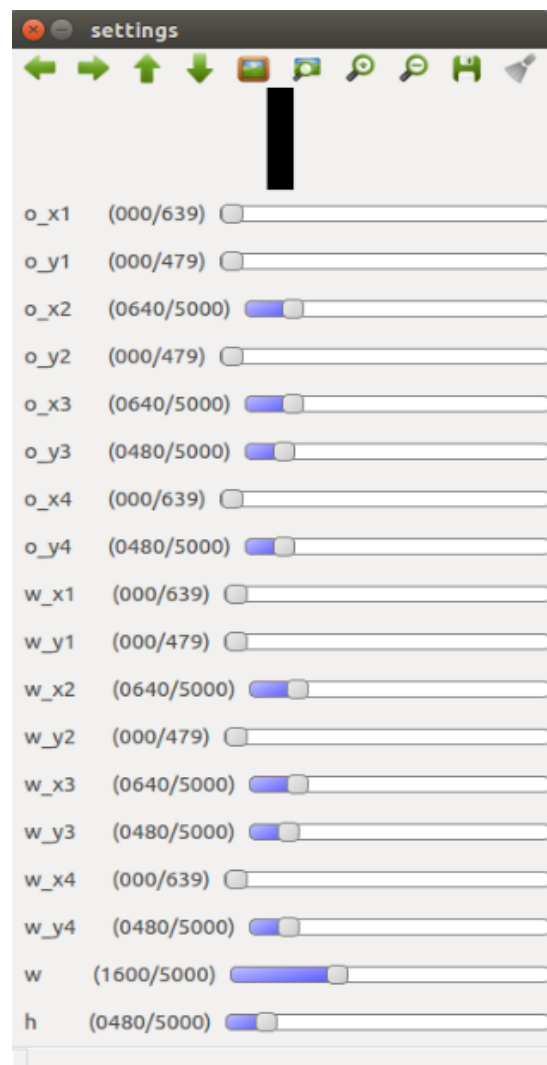 settings
o_x1 (000/639)
o_y1 (000/479)
o_x2 (0640/5000)
o_y2 (000/479)
o_x3 (0640/5000)
o_y3 (0480/5000)
o_x4 (000/639)
o_y4 (0480/5000)
w_x1 (000/639)
w_y1 (000/479)
w_x2 (0640/5000)
w_y2 (000/479)
w_x3 (0640/5000)
w_y3 (0480/5000)
w_x4 (000/639)
w_y4 (0480/5000)
w (1600/5000)
h (0480/5000)